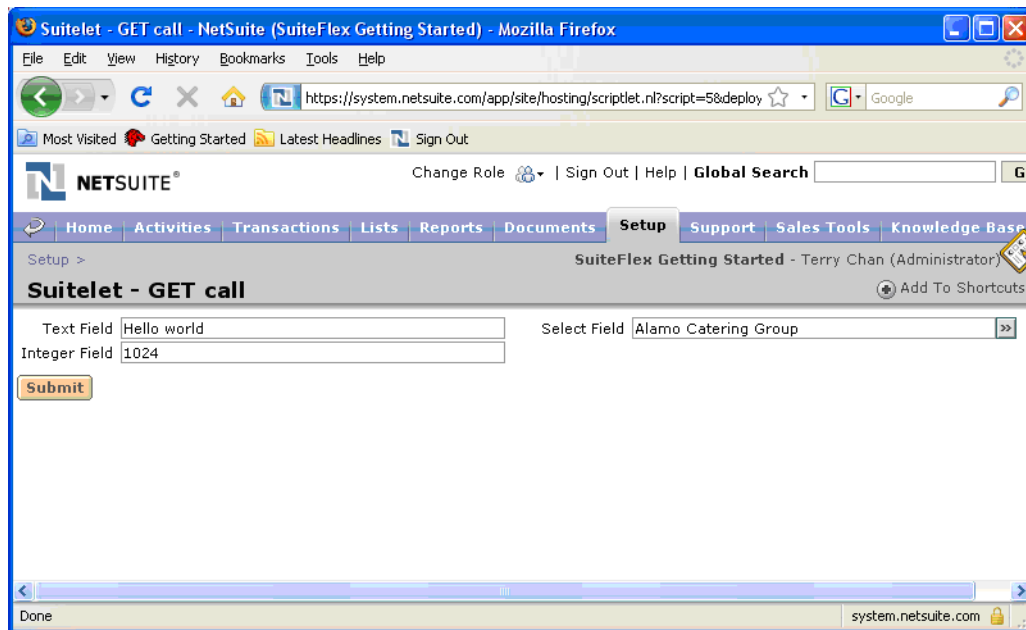 Suitelet - GET call - NetSuite (SuiteFlex Getting Started) - Mozilla Firefox
File Edit View History Bookmarks Tools Help
N https://system.netsuite.com/app/site/hosting/scriptlet.nl?script=5&deploy G Google
Most Visited Getting Started Latest Headlines N Sign Out
N NETSUITE® Change Role | Sign Out | Help | Global Search G
Home Activities Transactions Lists Reports Documents Setup Support Sales Tools Knowledge Base
Setup > SuiteFlex Getting Started - Terry Chan (Administrator)
Suitelet - GET call Add To Shortcuts
Text Field Hello world Select Field Alamo Catering Group >>
Integer Field 1024
Submit
Done system.netsuite.com